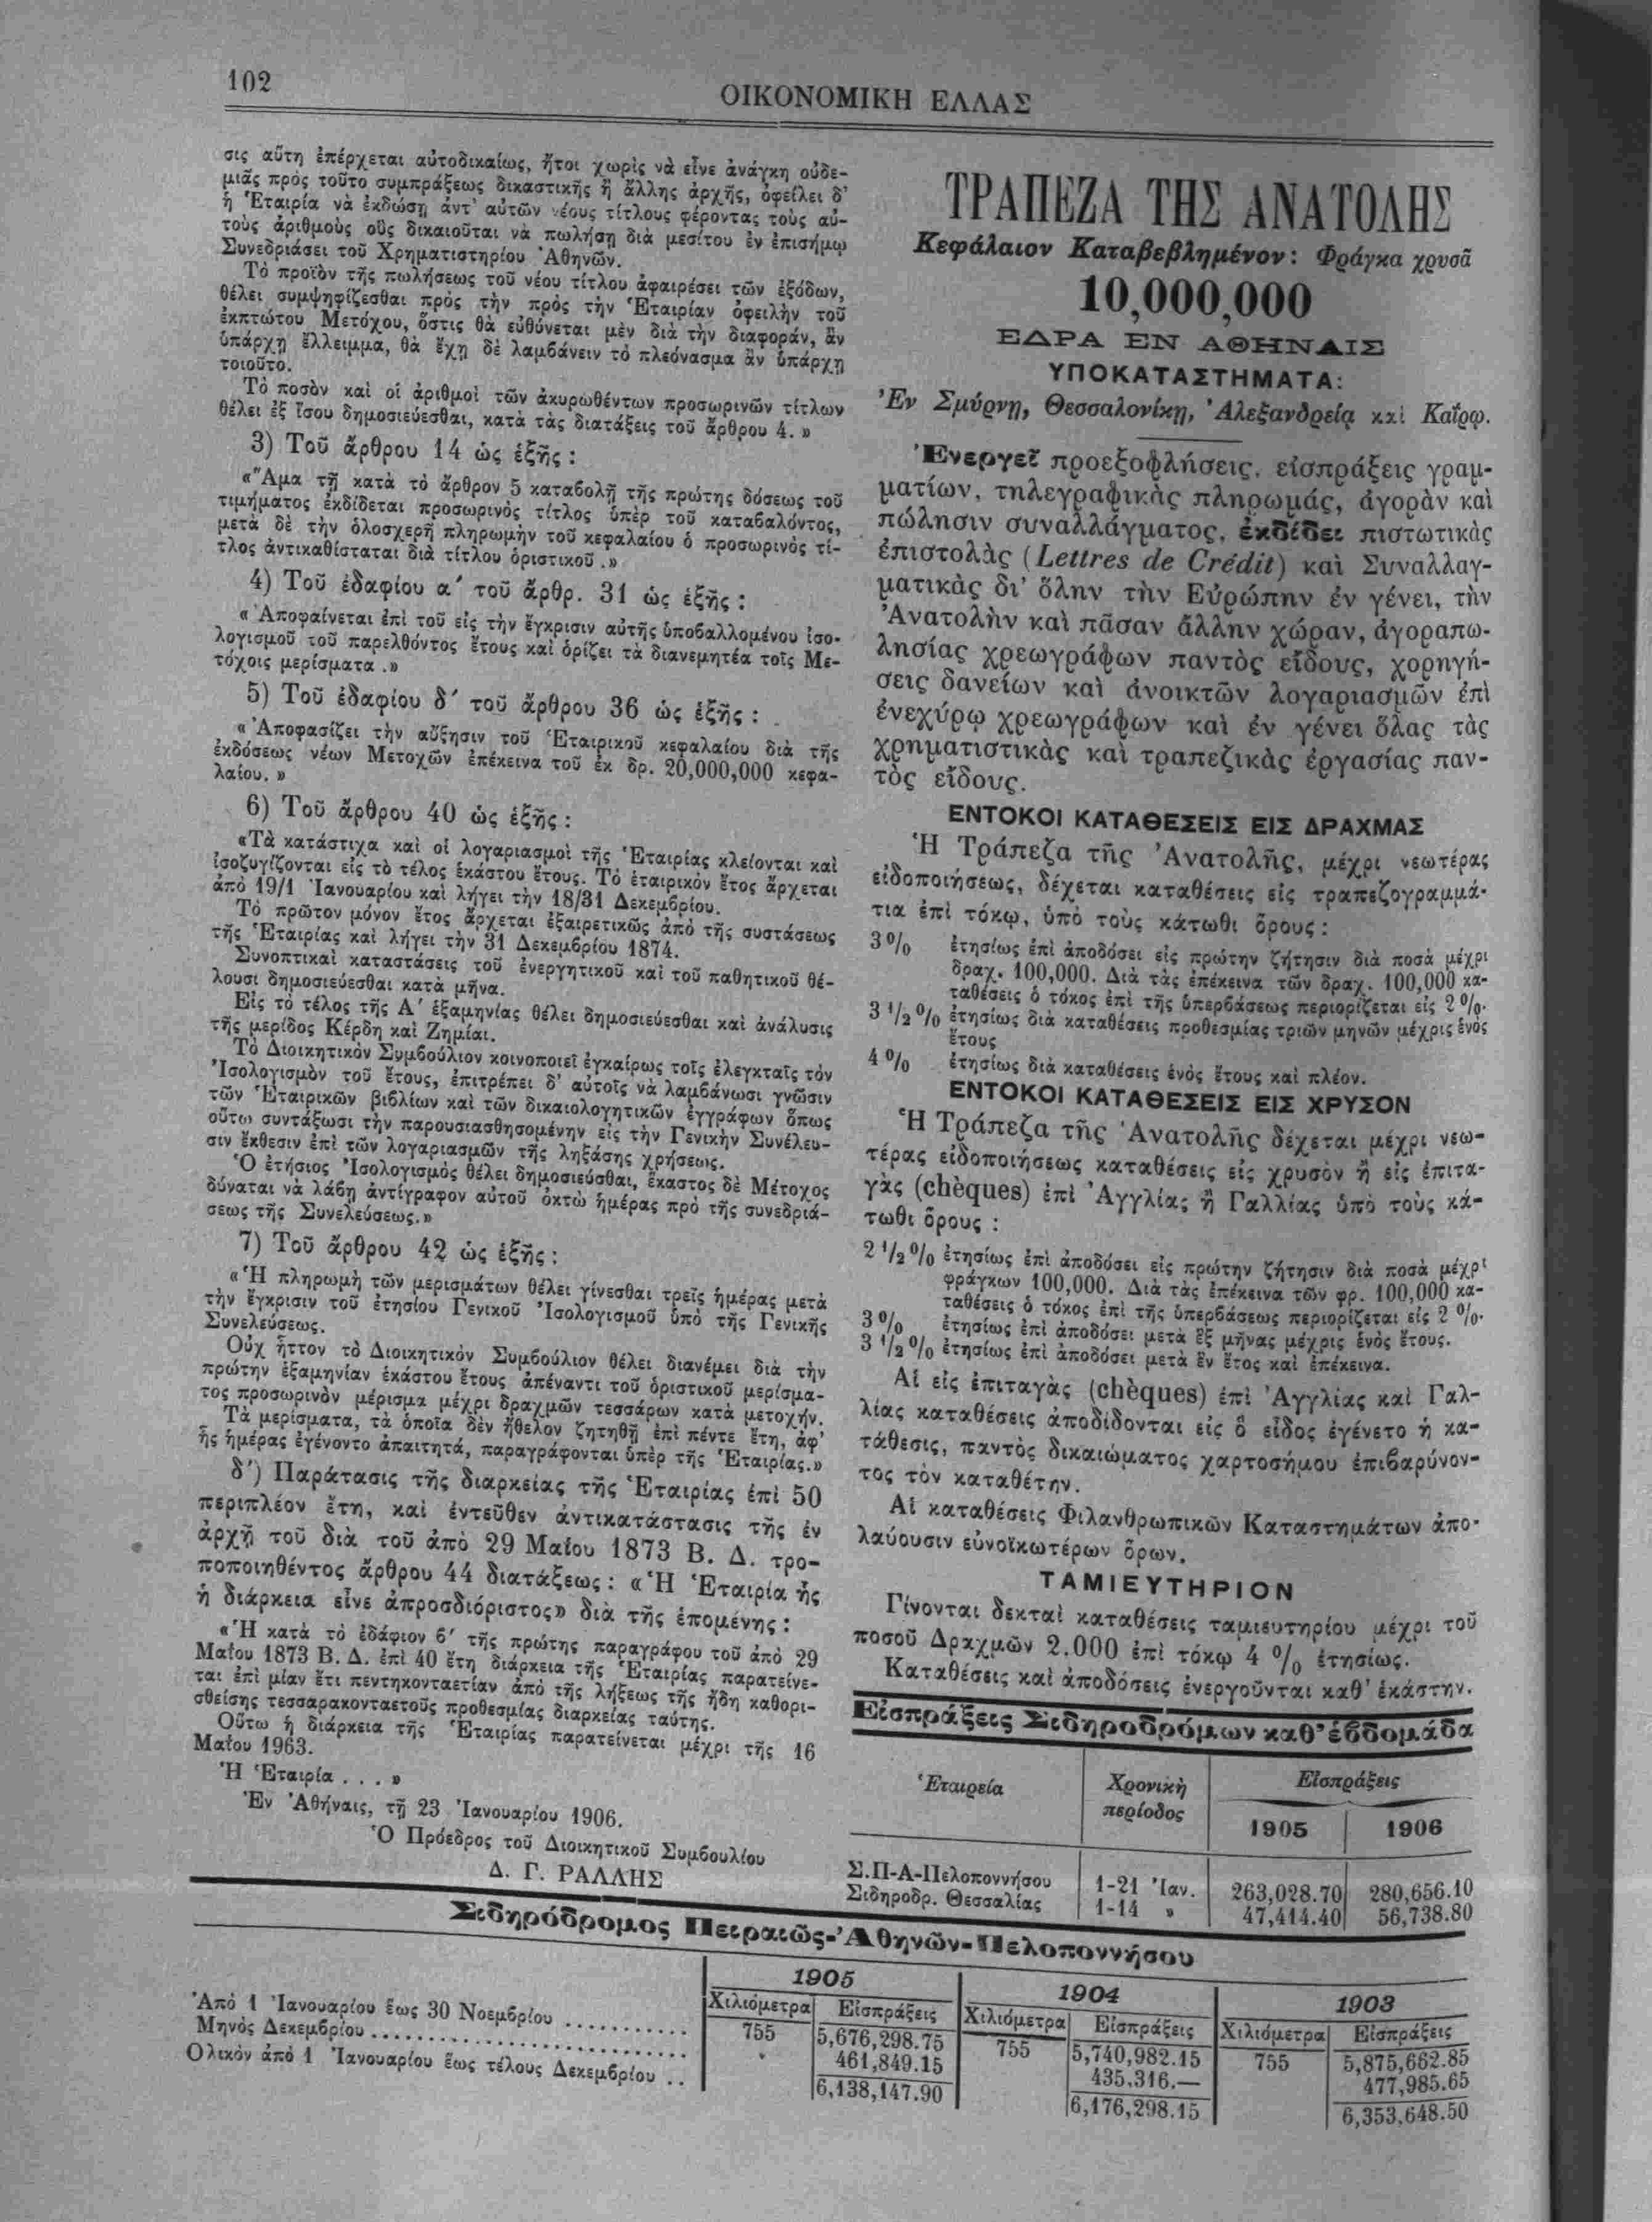 102
ΟΙΚΟΝΟΜΙΚΗ ΕΛΛΑΣ
σις αὕτη ἐπέρχεται αὐτοδικαίως, ἤτοι χωρὶς νὰ εἶνε ἀνάγκη οὐδε-
μιᾶς πρὸς τοῦτο συμπράξεως δικαστικῆς ἢ ἄλλης ἀρχῆς, ὀφείλει δ'
ἡ Ἑταιρία νὰ ἐκδώσῃ ἀντ' αὐτῶν νέους τίτλους φέροντας τοὺς αὐ-
τοὺς ἀριθμοὺς οὓς δικαιοῦται νὰ πωλήσῃ διὰ μεσίτου ἐν ἐπισήμῳ
Συνεδριάσει τοῦ Χρηματιστηρίου Ἀθηνῶν.
Τὸ προϊὸν τῆς πωλήσεως τοῦ νέου τίτλου ἀφαιρέσει τῶν ἐξόδων,
θέλει συμψηφίζεσθαι πρὸς τὴν πρὸς τὴν Ἑταιρίαν ὀφειλὴν τοῦ
ἐκπτώτου Μετόχου, ὅστις θὰ εὐθύνεται μὲν διὰ τὴν διαφοράν, ἂν
ὑπάρχῃ ἔλλειμμα, θὰ ἔχῃ δὲ λαμβάνειν τὸ πλεόνασμα ἂν ὑπάρχῃ
τοιοῦτο.
Τὸ ποσὸν καὶ οἱ ἀριθμοὶ τῶν ἀκυρωθέντων προσωρινῶν τίτλων
θέλει ἐξ ἴσου δημοσιεύεσθαι, κατὰ τὰς διατάξεις τοῦ ἄρθρου 4.»
3) Τοῦ ἄρθρου 14 ὡς ἑξῆς:
«Ἅμα τῇ κατὰ τὸ ἄρθρον 5 καταβολῇ τῆς πρώτης δόσεως τοῦ
τιμήματος ἐκδίδεται προσωρινὸς τίτλος ὑπὲρ τοῦ καταβαλόντος,
μετὰ δὲ τὴν ὁλοσχερῆ πληρωμὴν τοῦ κεφαλαίου ὁ προσωρινὸς τί-
τλος ἀντικαθίσταται διὰ τίτλου ὁριστικοῦ.»
4) Τοῦ ἐδαφίου α' τοῦ ἄρθρ. 31 ὡς ἑξῆς:
«Ἀποφαίνεται ἐπὶ τοῦ εἰς τὴν ἔγκρισιν αὐτῆς ὑποβαλλομένου ἰσο-
λογισμοῦ τοῦ παρελθόντος ἔτους καὶ ὁρίζει τὰ διανεμητέα τοῖς Με-
τόχοις μερίσματα.»
5) Τοῦ ἐδαφίου δ' τοῦ ἄρθρου 36 ὡς ἑξῆς:
«Ἀποφασίζει τὴν αὔξησιν τοῦ Ἑταιρικοῦ κεφαλαίου διὰ τῆς
ἐκδόσεως νέων Μετοχῶν ἐπέκεινα τοῦ ἐκ δρ. 20,000,000 κεφα-
λαίου.»
6) Τοῦ ἄρθρου 40 ὡς ἑξῆς:
«Τὰ κατάστιχα καὶ οἱ λογαριασμοὶ τῆς Ἑταιρίας κλείονται καὶ
ἰσοζυγίζονται εἰς τὸ τέλος ἑκάστου ἔτους. Τὸ ἑταιρικὸν ἔτος ἄρχεται
ἀπὸ 19/1 Ἰανουαρίου καὶ λήγει τὴν 18/31 Δεκεμβρίου.
Τὸ πρῶτον μόνον ἔτος ἄρχεται ἐξαιρετικῶς ἀπὸ τῆς συστάσεως
τῆς Ἑταιρίας καὶ λήγει τὴν 31 Δεκεμβρίου 1874.
Συνοπτικαὶ καταστάσεις τοῦ ἐνεργητικοῦ καὶ τοῦ παθητικοῦ θέ-
λουσι δημοσιεύεσθαι κατὰ μῆνα.
Εἰς τὸ τέλος τῆς Α' ἑξαμηνίας θέλει δημοσιεύεσθαι καὶ ἀνάλυσις
τῆς μερίδος Κέρδη καὶ Ζημίαι.
Τὸ Διοικητικὸν Συμβούλιον κοινοποιεῖ ἐγκαίρως τοῖς ἐλεγκταῖς τὸν
Ἰσολογισμὸν τοῦ ἔτους, ἐπιτρέπει δ' αὐτοῖς νὰ λαμβάνωσι γνῶσιν
τῶν Ἑταιρικῶν βιβλίων καὶ τῶν δικαιολογητικῶν ἐγγράφων ὅπως
οὕτω συντάξωσι τὴν παρουσιασθησομένην εἰς τὴν Γενικὴν Συνέλευ-
σιν ἔκθεσιν ἐπὶ τῶν λογαριασμῶν τῆς ληξάσης χρήσεως.
Ὁ ἐτήσιος Ἰσολογισμὸς θέλει δημοσιεύσθαι, ἕκαστος δὲ Μέτοχος
δύναται νὰ λάβῃ ἀντίγραφον αὐτοῦ ὀκτὼ ἡμέρας πρὸ τῆς συνεδριά-
σεως τῆς Συνελεύσεως.»
7) Τοῦ ἄρθρου 42 ὡς ἑξῆς:
«Ἡ πληρωμὴ τῶν μερισμάτων θέλει γίνεσθαι τρεῖς ἡμέρας μετὰ
τὴν ἔγκρισιν τοῦ ἐτησίου Γενικοῦ Ἰσολογισμοῦ ὑπὸ τῆς Γενικῆς
Συνελεύσεως.
Οὐχ ἧττον τὸ Διοικητικὸν Συμβούλιον θέλει διανέμει διὰ τὴν
πρώτην ἑξαμηνίαν ἑκάστου ἔτους ἀπέναντι τοῦ ὁριστικοῦ μερίσμα-
τος προσωρινὸν μέρισμα μέχρι δραχμῶν τεσσάρων κατὰ μετοχήν.
Τὰ μερίσματα, τὰ ὁποῖα δὲν ἤθελον ζητηθῇ ἐπὶ πέντε ἔτη, ἀφ'
ἧς ἡμέρας ἐγένοντο ἀπαιτητά, παραγράφονται ὑπὲρ τῆς Ἑταιρίας.»
δ') Παράτασις τῆς διαρκείας τῆς Ἑταιρίας ἐπὶ 50
περιπλέον ἔτη, καὶ ἐντεῦθεν ἀντικατάστασις τῆς ἐν
ἀρχῇ τοῦ διὰ τοῦ ἀπὸ 29 Μαΐου 1873 Β. Δ. τρο-
ποποιηθέντος ἄρθρου 44 διατάξεως: «Ἡ Ἑταιρία ἧς
ἡ διάρκεια εἶνε ἀπροσδιόριστος» διὰ τῆς ἑπομένης:
«Ἡ κατὰ τὸ ἐδάφιον β' τῆς πρώτης παραγράφου τοῦ ἀπὸ 29
Μαΐου 1873 Β. Δ. ἐπὶ 40 ἔτη διάρκεια τῆς Ἑταιρίας παρατείνε-
ται ἐπὶ μίαν ἔτι πεντηκονταετίαν ἀπὸ τῆς λήξεως τῆς ἤδη καθορι-
σθείσης τεσσαρακονταετοῦς προθεσμίας διαρκείας ταύτης.
Οὕτω ἡ διάρκεια τῆς Ἑταιρίας παρατείνεται μέχρι τῆς 16
Μαΐου 1963.
Ἡ Ἑταιρία . . . »
Ἐν Ἀθήναις, τῇ 23 Ἰανουαρίου 1906.
Ὁ Πρόεδρος τοῦ Διοικητικοῦ Συμβουλίου
Δ. Γ. ΡΑΛΛΗΣ
ΤΡΑΠΕΖΑ ΤΗΣ ΑΝΑΤΟΛΗΣ
Κεφάλαιον Καταβεβλημένον: Φράγκα χρυσᾶ
10,000,000
ΕΔΡΑ ΕΝ ΑΘΗΝΑΙΣ
ΥΠΟΚΑΤΑΣΤΗΜΑΤΑ:
Ἐν Σμύρνῃ, Θεσσαλονίκῃ, Ἀλεξανδρείᾳ καὶ Καΐρῳ.
Ἐνεργεῖ προεξοφλήσεις, εἰσπράξεις γραμ-
ματίων, τηλεγραφικὰς πληρωμάς, ἀγορὰν καὶ
πώλησιν συναλλάγματος, ἐκδίδει πιστωτικὰς
ἐπιστολὰς (Lettres de Crédit) καὶ Συναλλαγ-
ματικὰς δι' ὅλην τὴν Εὐρώπην ἐν γένει, τὴν
Ἀνατολὴν καὶ πᾶσαν ἄλλην χώραν, ἀγοραπω-
λησίας χρεωγράφων παντὸς εἴδους, χορηγή-
σεις δανείων καὶ ἀνοικτῶν λογαριασμῶν ἐπὶ
ἐνεχύρῳ χρεωγράφων καὶ ἐν γένει ὅλας τὰς
χρηματιστικὰς καὶ τραπεζικὰς ἐργασίας παν-
τὸς εἴδους.
ΕΝΤΟΚΟΙ ΚΑΤΑΘΕΣΕΙΣ ΕΙΣ ΔΡΑΧΜΑΣ
Ἡ Τράπεζα τῆς Ἀνατολῆς, μέχρι νεωτέρας
εἰδοποιήσεως, δέχεται καταθέσεις εἰς τραπεζογραμμά-
τια ἐπὶ τόκῳ, ὑπὸ τοὺς κάτωθι ὅρους:
3 % ἐτησίως ἐπὶ ἀποδόσει εἰς πρώτην ζήτησιν διὰ ποσὰ μέχρι
δραχ. 100,000. Διὰ τὰς ἐπέκεινα τῶν δραχ. 100,000 κα-
ταθέσεις ὁ τόκος ἐπὶ τῆς ὑπερβάσεως περιορίζεται εἰς 2 %.
3 1/2 % ἐτησίως διὰ καταθέσεις προθεσμίας τριῶν μηνῶν μέχρις ἑνὸς
ἔτους
4 % ἐτησίως διὰ καταθέσεις ἑνὸς ἔτους καὶ πλέον.
ΕΝΤΟΚΟΙ ΚΑΤΑΘΕΣΕΙΣ ΕΙΣ ΧΡΥΣΟΝ
Ἡ Τράπεζα τῆς Ἀνατολῆς δέχεται μέχρι νεω-
τέρας εἰδοποιήσεως καταθέσεις εἰς χρυσὸν ἢ εἰς ἐπιτα-
γὰς (chèques) ἐπὶ Ἀγγλίας ἢ Γαλλίας ὑπὸ τοὺς κά-
τωθι ὅρους :
2 1/2 % ἐτησίως ἐπὶ ἀποδόσει εἰς πρώτην ζήτησιν διὰ ποσὰ μέχρι
φράγκων 100,000. Διὰ τὰς ἐπέκεινα τῶν φρ. 100,000 κα-
ταθέσεις ὁ τόκος ἐπὶ τῆς ὑπερβάσεως περιορίζεται εἰς 2 %.
3 % ἐτησίως ἐπὶ ἀποδόσει μετὰ ἓξ μῆνας μέχρις ἑνὸς ἔτους.
3 1/2 % ἐτησίως ἐπὶ ἀποδόσει μετὰ ἓν ἔτος καὶ ἐπέκεινα.
Αἱ εἰς ἐπιταγὰς (chèques) ἐπὶ Ἀγγλίας καὶ Γαλ-
λίας καταθέσεις ἀποδίδονται εἰς ὃ εἶδος ἐγένετο ἡ κα-
τάθεσις, παντὸς δικαιώματος χαρτοσήμου ἐπιβαρύνον-
τος τὸν καταθέτην.
Αἱ καταθέσεις Φιλανθρωπικῶν Καταστημάτων ἀπο-
λαύουσιν εὐνοϊκωτέρων ὅρων.
ΤΑΜΙΕΥΤΗΡΙΟΝ
Γίνονται δεκταὶ καταθέσεις ταμιευτηρίου μέχρι τοῦ
ποσοῦ Δραχμῶν 2.000 ἐπὶ τόκῳ 4 % ἐτησίως.
Καταθέσεις καὶ ἀποδόσεις ἐνεργοῦνται καθ' ἑκάστην.
Εἰσπράξεις Σιδηροδρόμων καθ' ἑβδομάδα
Ἑταιρεία Χρονικὴ περίοδος Εἰσπράξεις
1905 1906
Σ.Π-Α-Πελοποννήσου 1-21 Ἰαν. 263,028.70 280,656.10
Σιδηροδρ. Θεσσαλίας 1-14 » 47,414.40 56,738.80
Σιδηρόδρομος Πειραιῶς-Ἀθηνῶν-Πελοποννήσου
1905 1904 1903
Χιλιόμετρα Εἰσπράξεις Χιλιόμετρα Εἰσπράξεις Χιλιόμετρα Εἰσπράξεις
Ἀπὸ 1 Ἰανουαρίου ἕως 30 Νοεμβρίου ........... 755 5,676,298.75 755 5,740,982.15 755 5,875,662.85
Μηνὸς Δεκεμβρίου ........................... 461,849.15 435,316.— 477,985.65
Ὁλικὸν ἀπὸ 1 Ἰανουαρίου ἕως τέλους Δεκεμβρίου .. 6,138,147.90 6,176,298.15 6,353,648.50